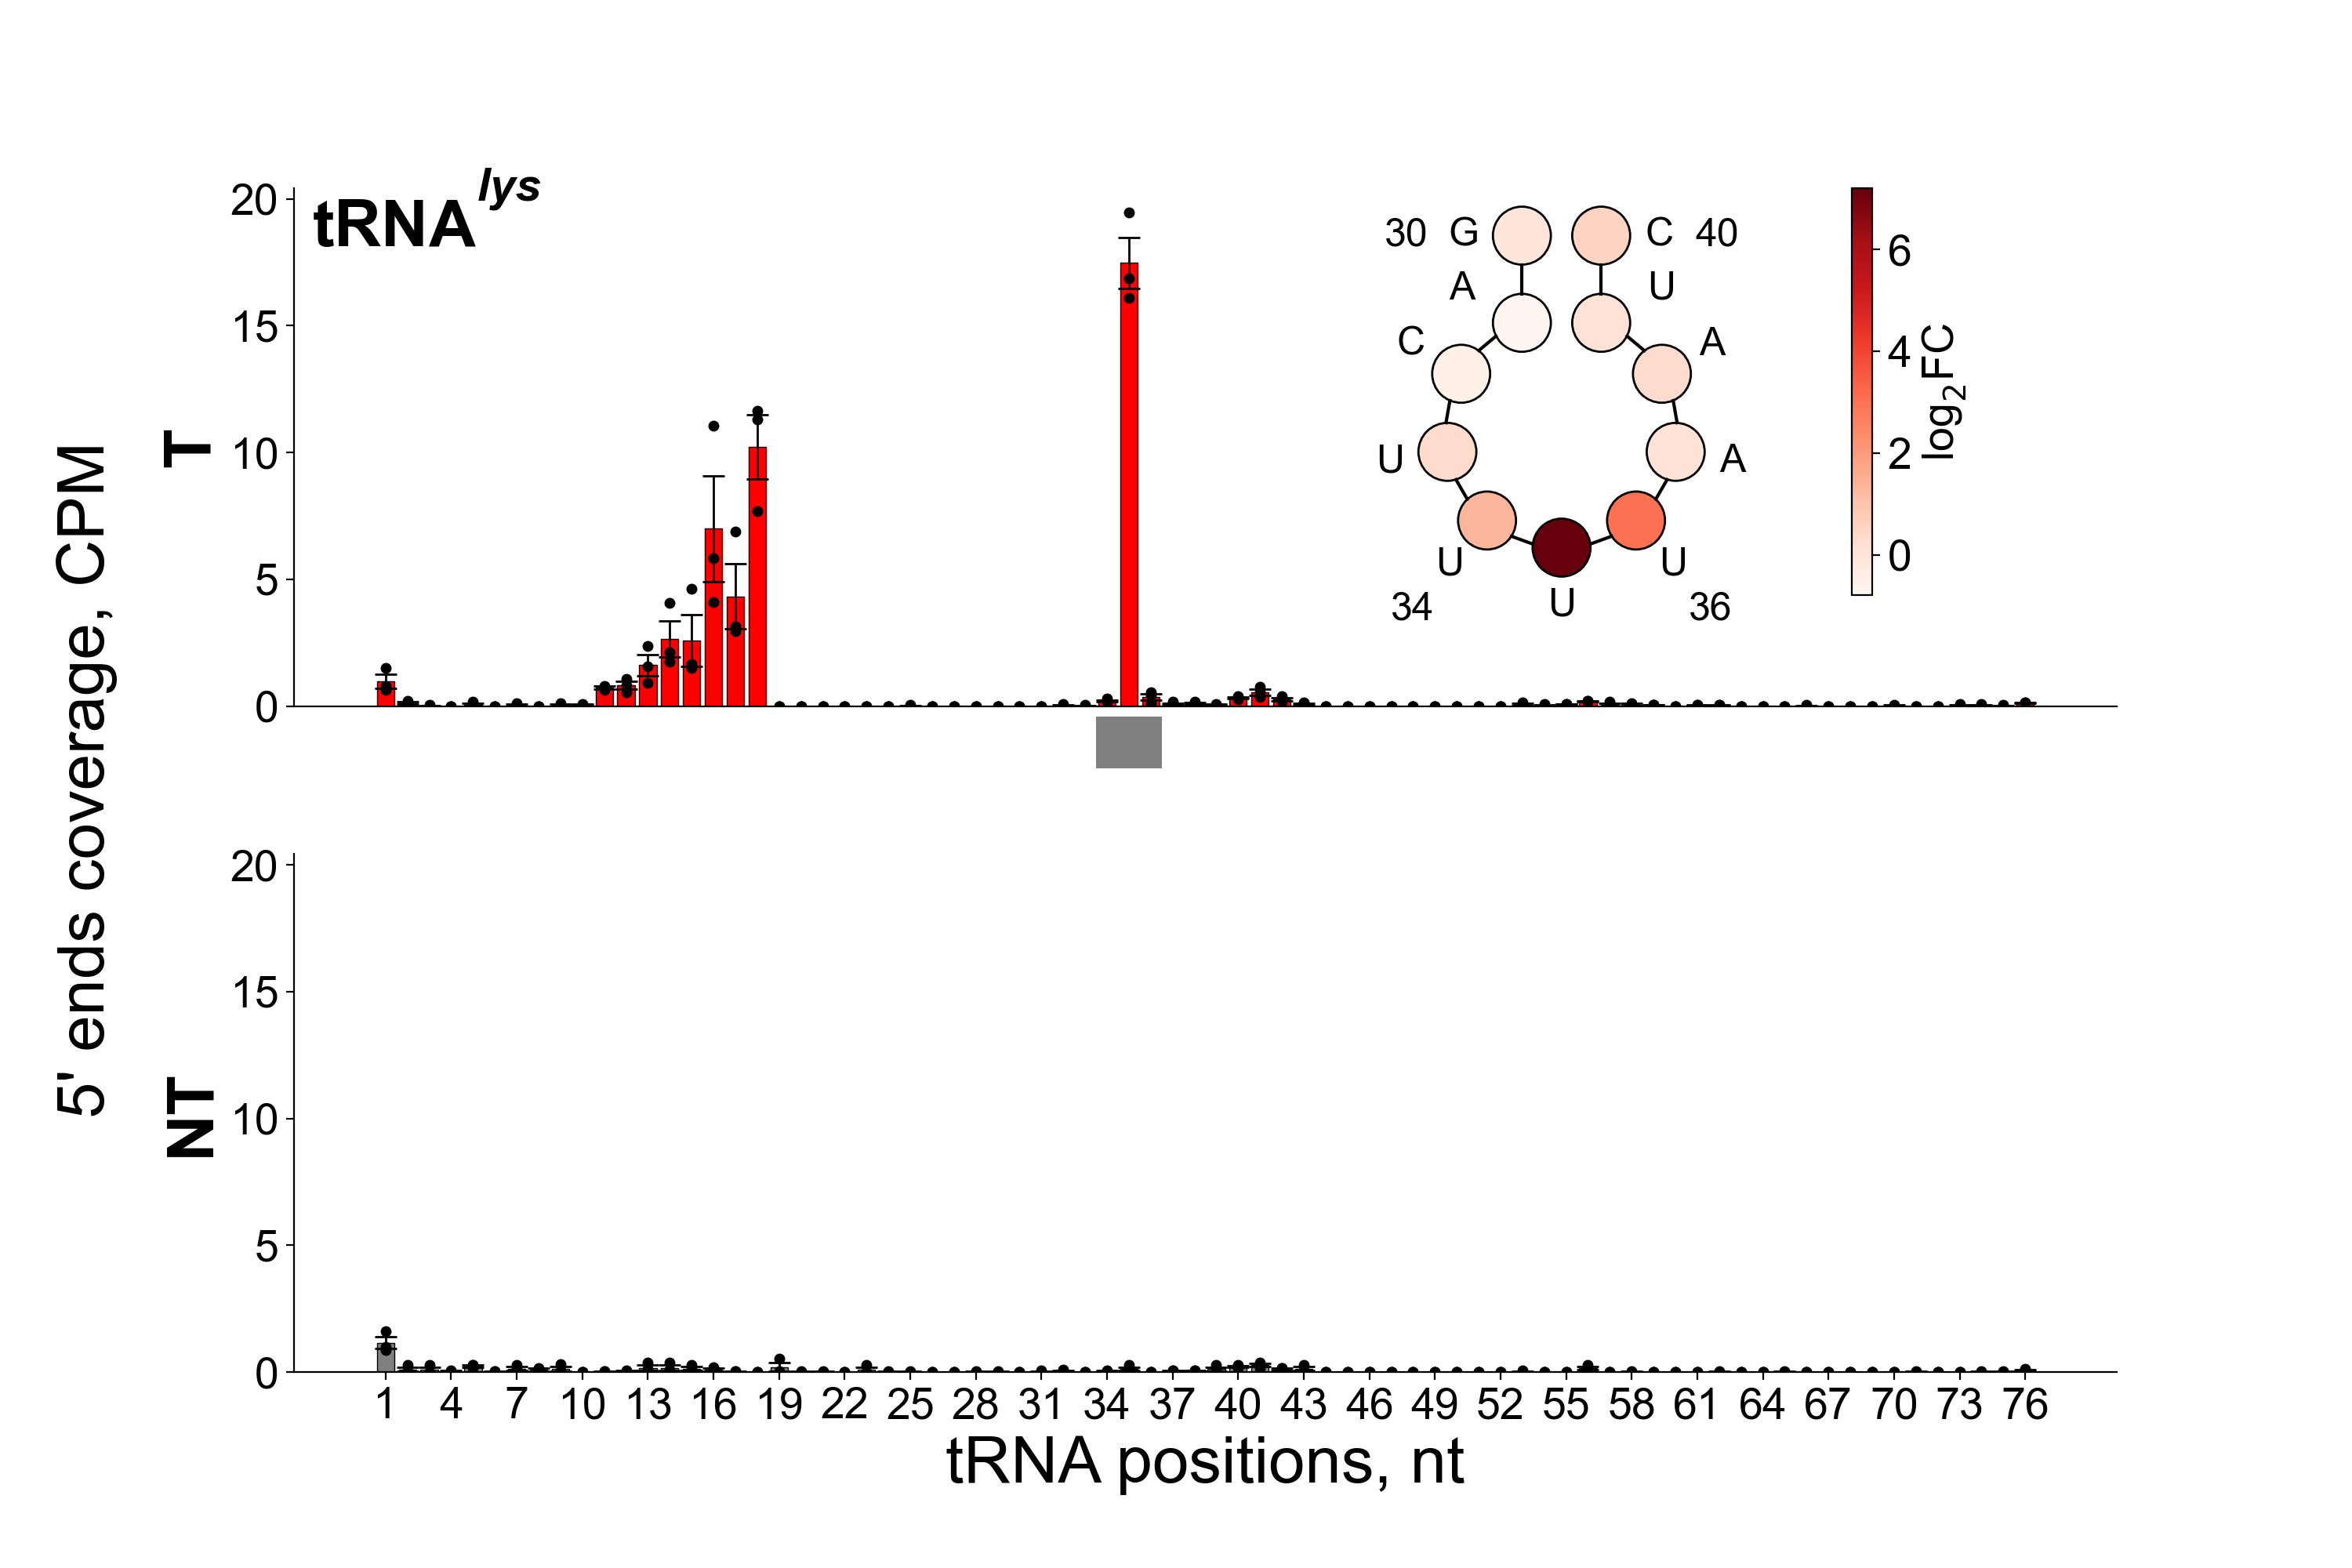 tRNA^lys
5' ends coverage, CPM
T
20
15
10
5
0
30 G C 40
A U
C A
U A
U U
34 U 36
6
4
2
0
log₂FC
NT
20
15
10
5
0
1 4 7 10 13 16 19 22 25 28 31 34 37 40 43 46 49 52 55 58 61 64 67 70 73 76
tRNA positions, nt